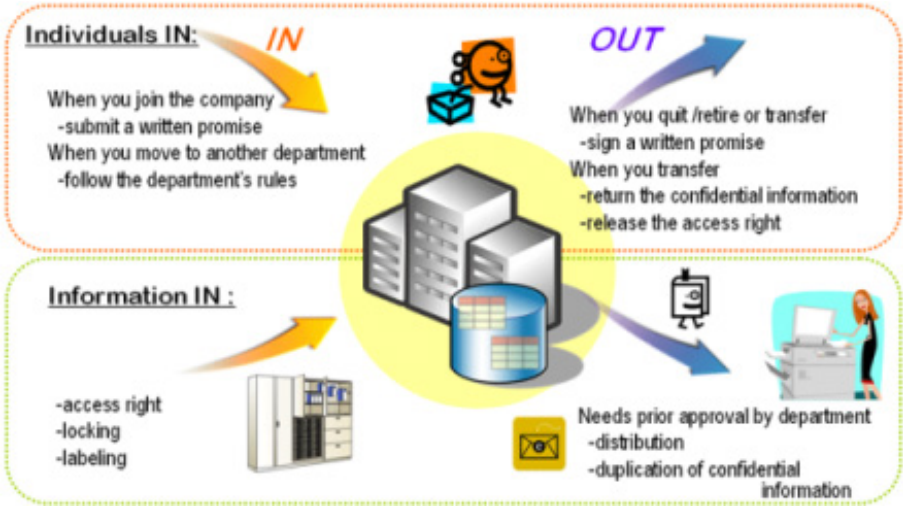 Individuals IN:
IN
When you join the company
-submit a written promise
When you move to another department
-follow the department's rules
OUT
When you quit /retire or transfer
-sign a written promise
When you transfer
-return the confidential information
-release the access right
Information IN :
-access right
-locking
-labeling
Needs prior approval by department
-distribution
-duplication of confidential
information